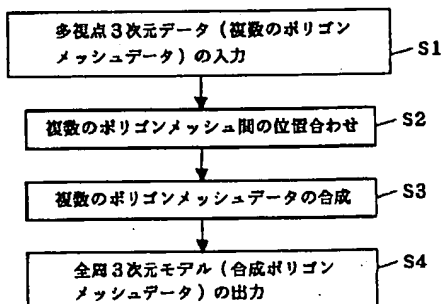 多視点3次元データ(複数のポリゴン
メッシュデータ)の入力
S1
複数のポリゴンメッシュ間の位置合わせ
S2
複数のポリゴンメッシュデータの合成
S3
全周3次元モデル(合成ポリゴン
メッシュデータ)の出力
S4